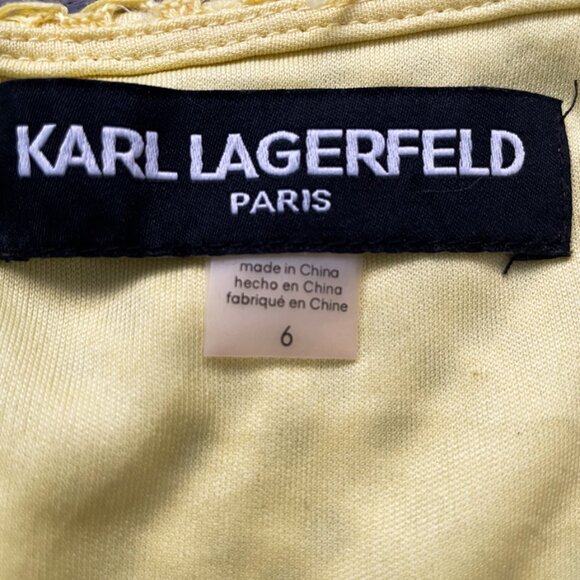 KARL LAGERFELD
PARIS
made in China
hecho en China
fabriqué en Chine
6